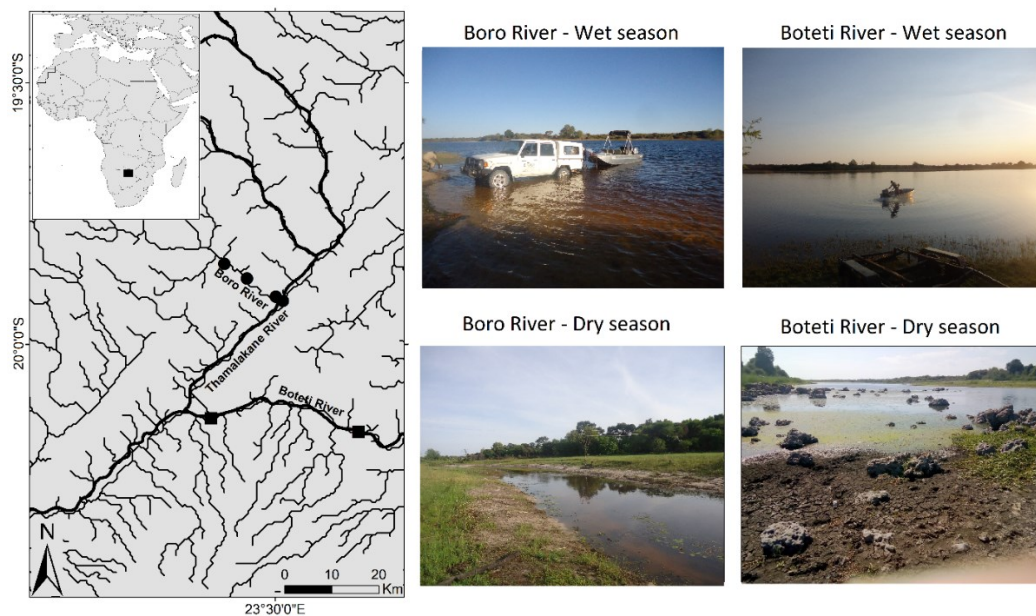 19°30'0"S
20°0'0"S
Boro River
Thamalakane River
Boteti River
N
0 10 20
Km
23°30'0"E
Boro River - Wet season
Boteti River - Wet season
Boro River - Dry season
Boteti River - Dry season